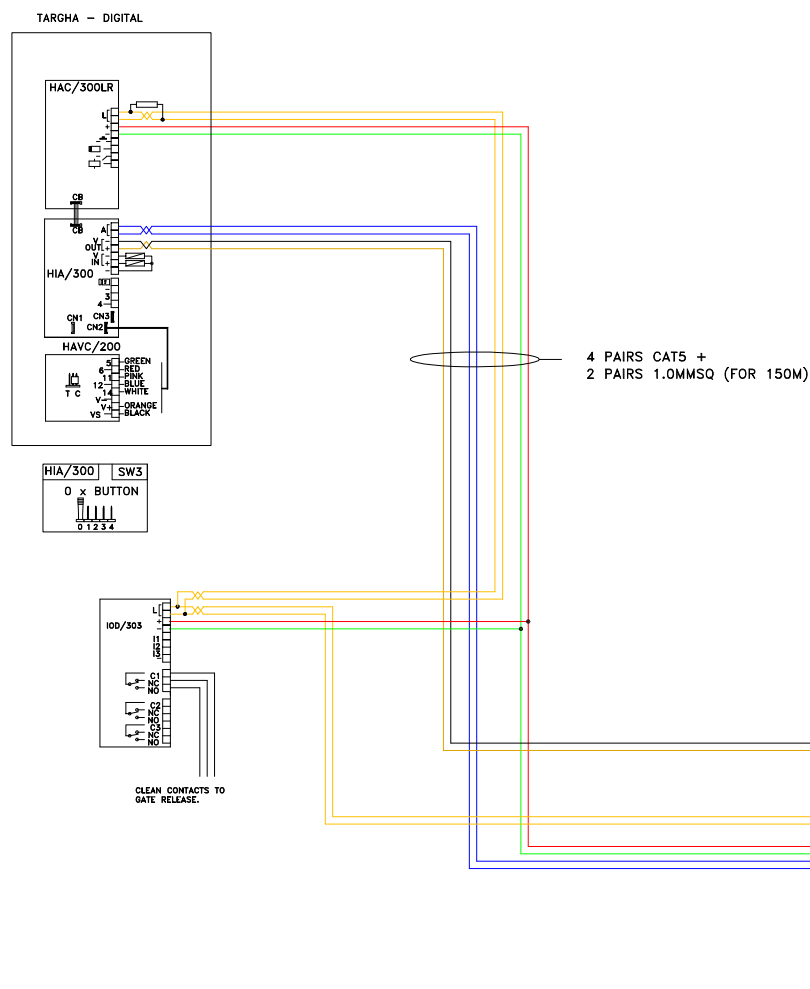 TARGHA - DIGITAL
HAC/300LR
L
+
-
CB
CB
A
V -
OUT +
V -
IN +
-
HIA/300
-
3
4
CN3
CN1
CN2
HAVC/200
5 GREEN
6 RED
11 PINK
12 BLUE
14 WHITE
V-
V+ ORANGE
VS BLACK
T C
4 PAIRS CAT5 +
2 PAIRS 1.0MMSQ (FOR 150M)
HIA/300 SW3
0 x BUTTON
0 1 2 3 4
L
+
-
IOD/303
I1
I2
I3
-
C1
NC
NO
C2
NC
NO
C3
NC
NO
CLEAN CONTACTS TO
GATE RELEASE.